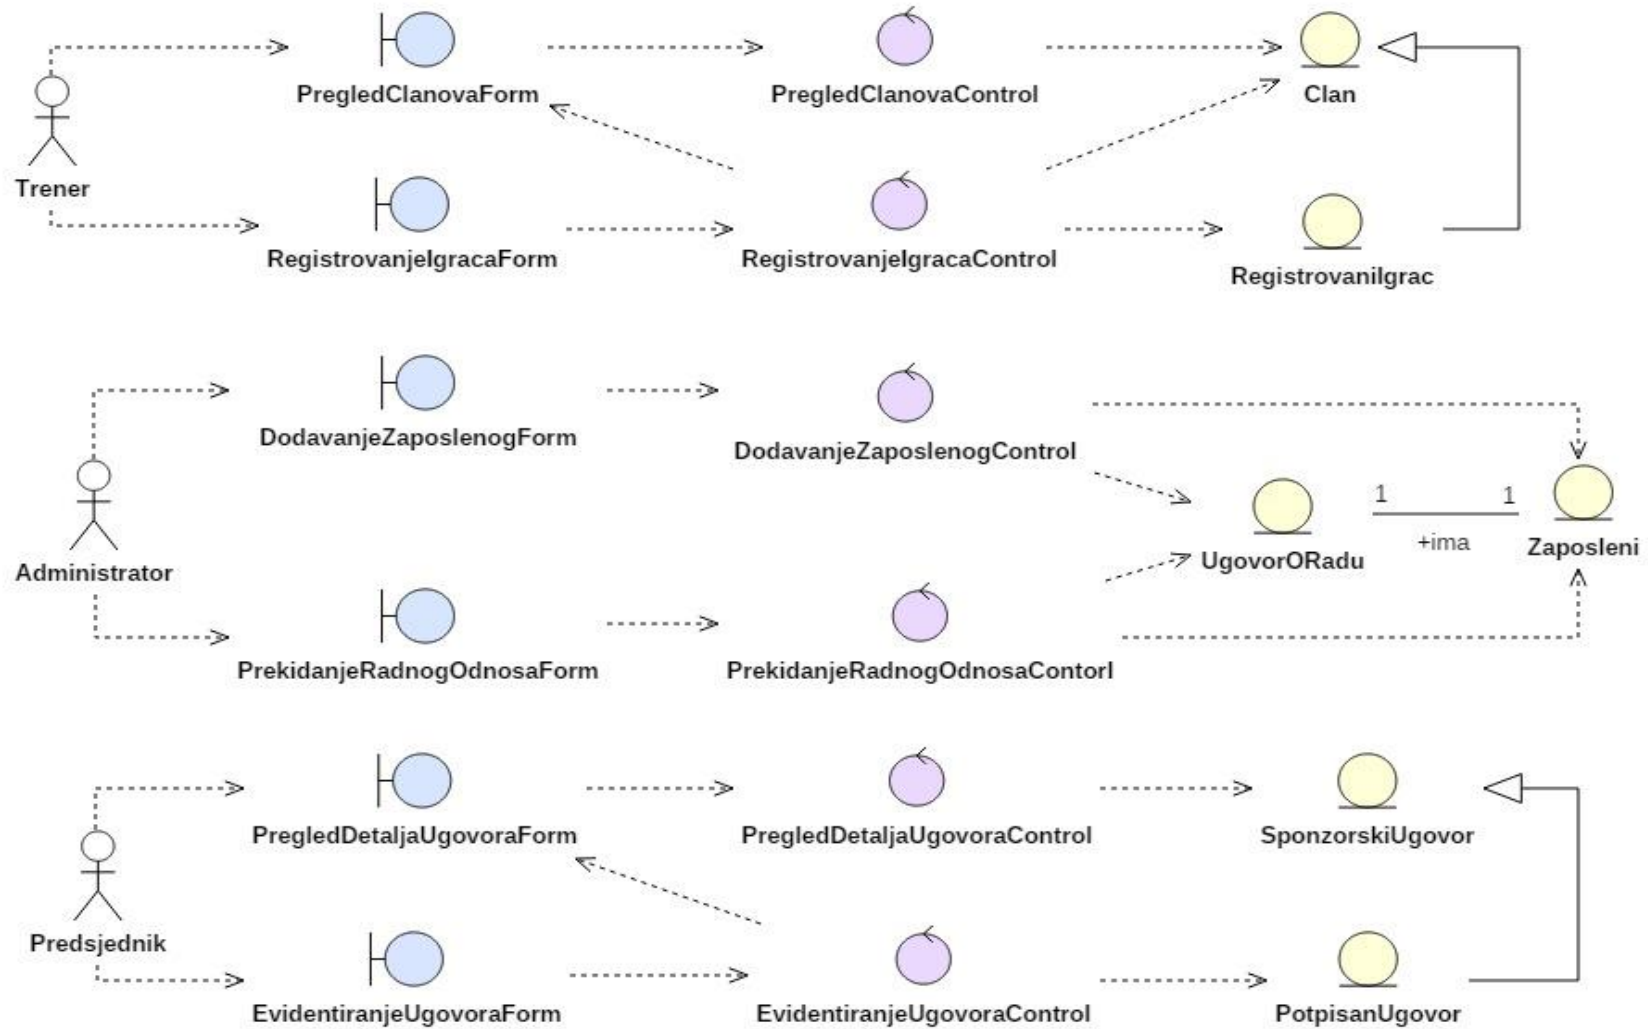 PregledClanovaForm
PregledClanovaControl
Clan
Trener
RegistrovanjeIgracaForm
RegistrovanjeIgracaControl
RegistrovaniIgrac
DodavanjeZaposlenogForm
DodavanjeZaposlenogControl
1
1
+ima
UgovorORadu
Zaposleni
Administrator
PrekidanjeRadnogOdnosaForm
PrekidanjeRadnogOdnosaContorl
PregledDetaljaUgovoraForm
PregledDetaljaUgovoraControl
SponzorskiUgovor
Predsjednik
EvidentiranjeUgovoraForm
EvidentiranjeUgovoraControl
PotpisanUgovor